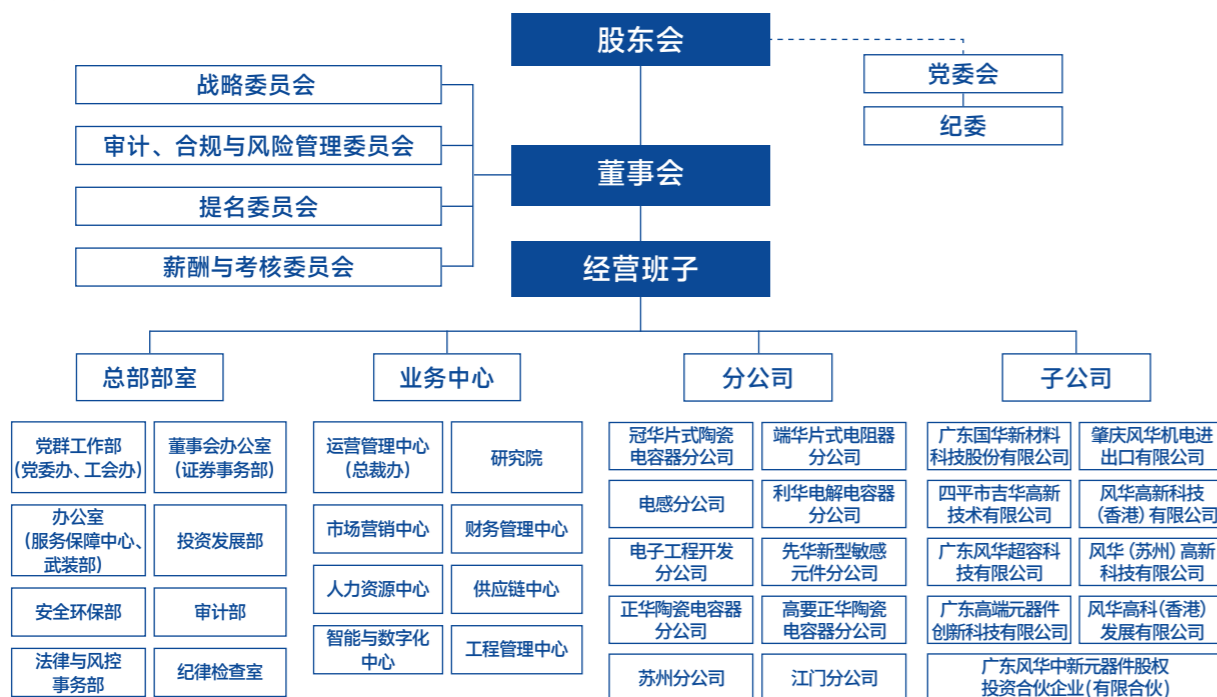 股东会
党委会
纪委
战略委员会
审计、合规与风险管理委员会
提名委员会
薪酬与考核委员会
董事会
经营班子
总部部室
业务中心
分公司
子公司
党群工作部
(党委办、工会办)
董事会办公室
(证券事务部)
办公室
(服务保障中心、
武装部)
投资发展部
安全环保部
审计部
法律与风控
事务部
纪律检查室
运营管理中心
(总裁办)
研究院
市场营销中心
财务管理中心
人力资源中心
供应链中心
智能与数字化
中心
工程管理中心
冠华片式陶瓷
电容器分公司
端华片式电阻器
分公司
电感分公司
利华电解电容器
分公司
电子工程开发
分公司
先华新型敏感
元件分公司
正华陶瓷电容器
分公司
高要正华陶瓷
电容器分公司
苏州分公司
江门分公司
广东国华新材料
科技股份有限公司
肇庆风华机电进
出口有限公司
四平市吉华高新
技术有限公司
风华高新科技
(香港)有限公司
广东风华超容科
技有限公司
风华(苏州)高新
科技有限公司
广东高端元器件
创新科技有限公司
风华高科(香港)
发展有限公司
广东风华中新元器件股权
投资合伙企业(有限合伙)